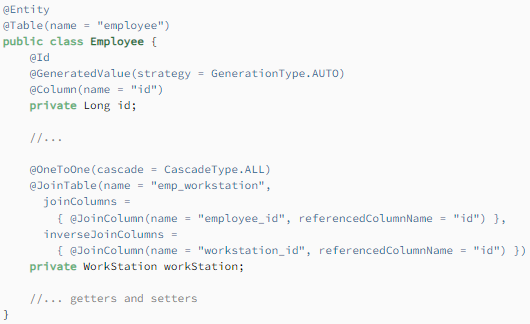 @Entity
@Table(name = "employee")
public class Employee {
    @Id
    @GeneratedValue(strategy = GenerationType.AUTO)
    @Column(name = "id")
    private Long id;

    //...

    @OneToOne(cascade = CascadeType.ALL)
    @JoinTable(name = "emp_workstation",
      joinColumns =
        { @JoinColumn(name = "employee_id", referencedColumnName = "id") },
      inverseJoinColumns =
        { @JoinColumn(name = "workstation_id", referencedColumnName = "id") })
    private WorkStation workStation;

    //... getters and setters
}